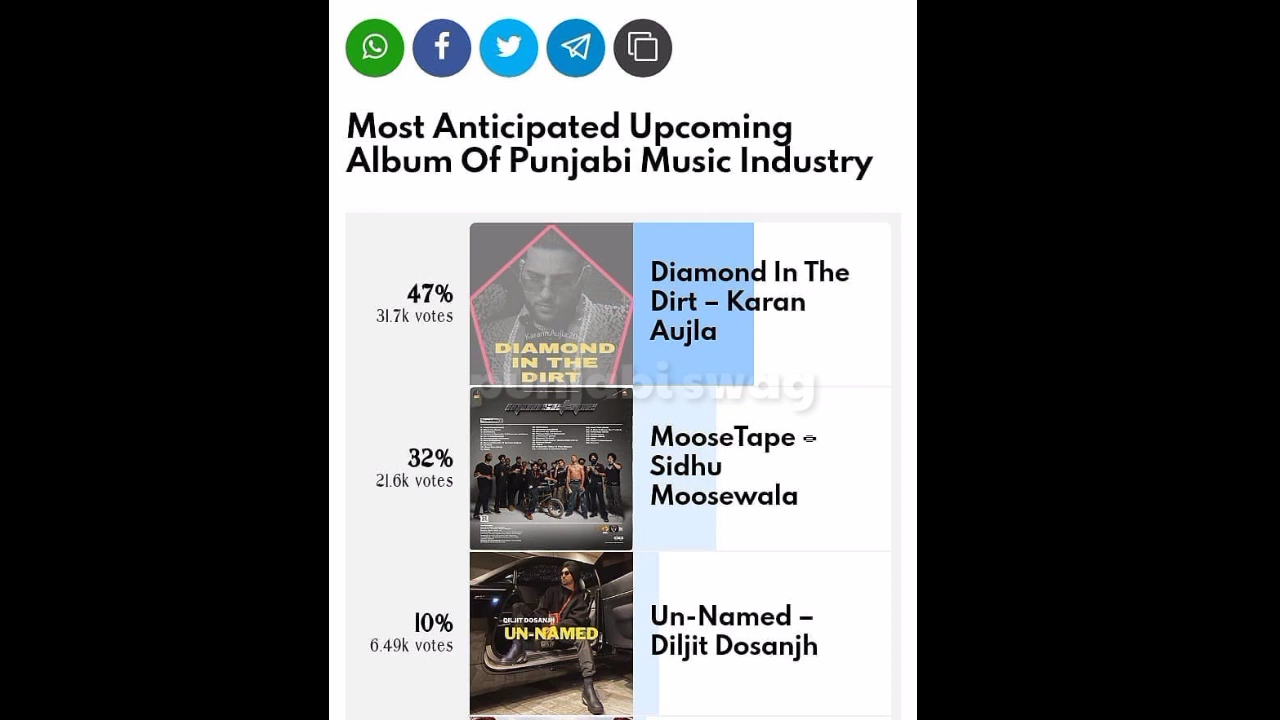 Most Anticipated Upcoming
Album Of Punjabi Music Industry
47%
31.7k votes
KaranmAujla
DIAMOND
IN THE
DIRT
Diamond In The
Dirt – Karan
Aujla
punjabi swag
32%
21.6k votes
MooseTape –
Sidhu
Moosewala
10%
6.49k votes
DILJIT DOSANJH
UN-NAMED
Un-Named –
Diljit Dosanjh